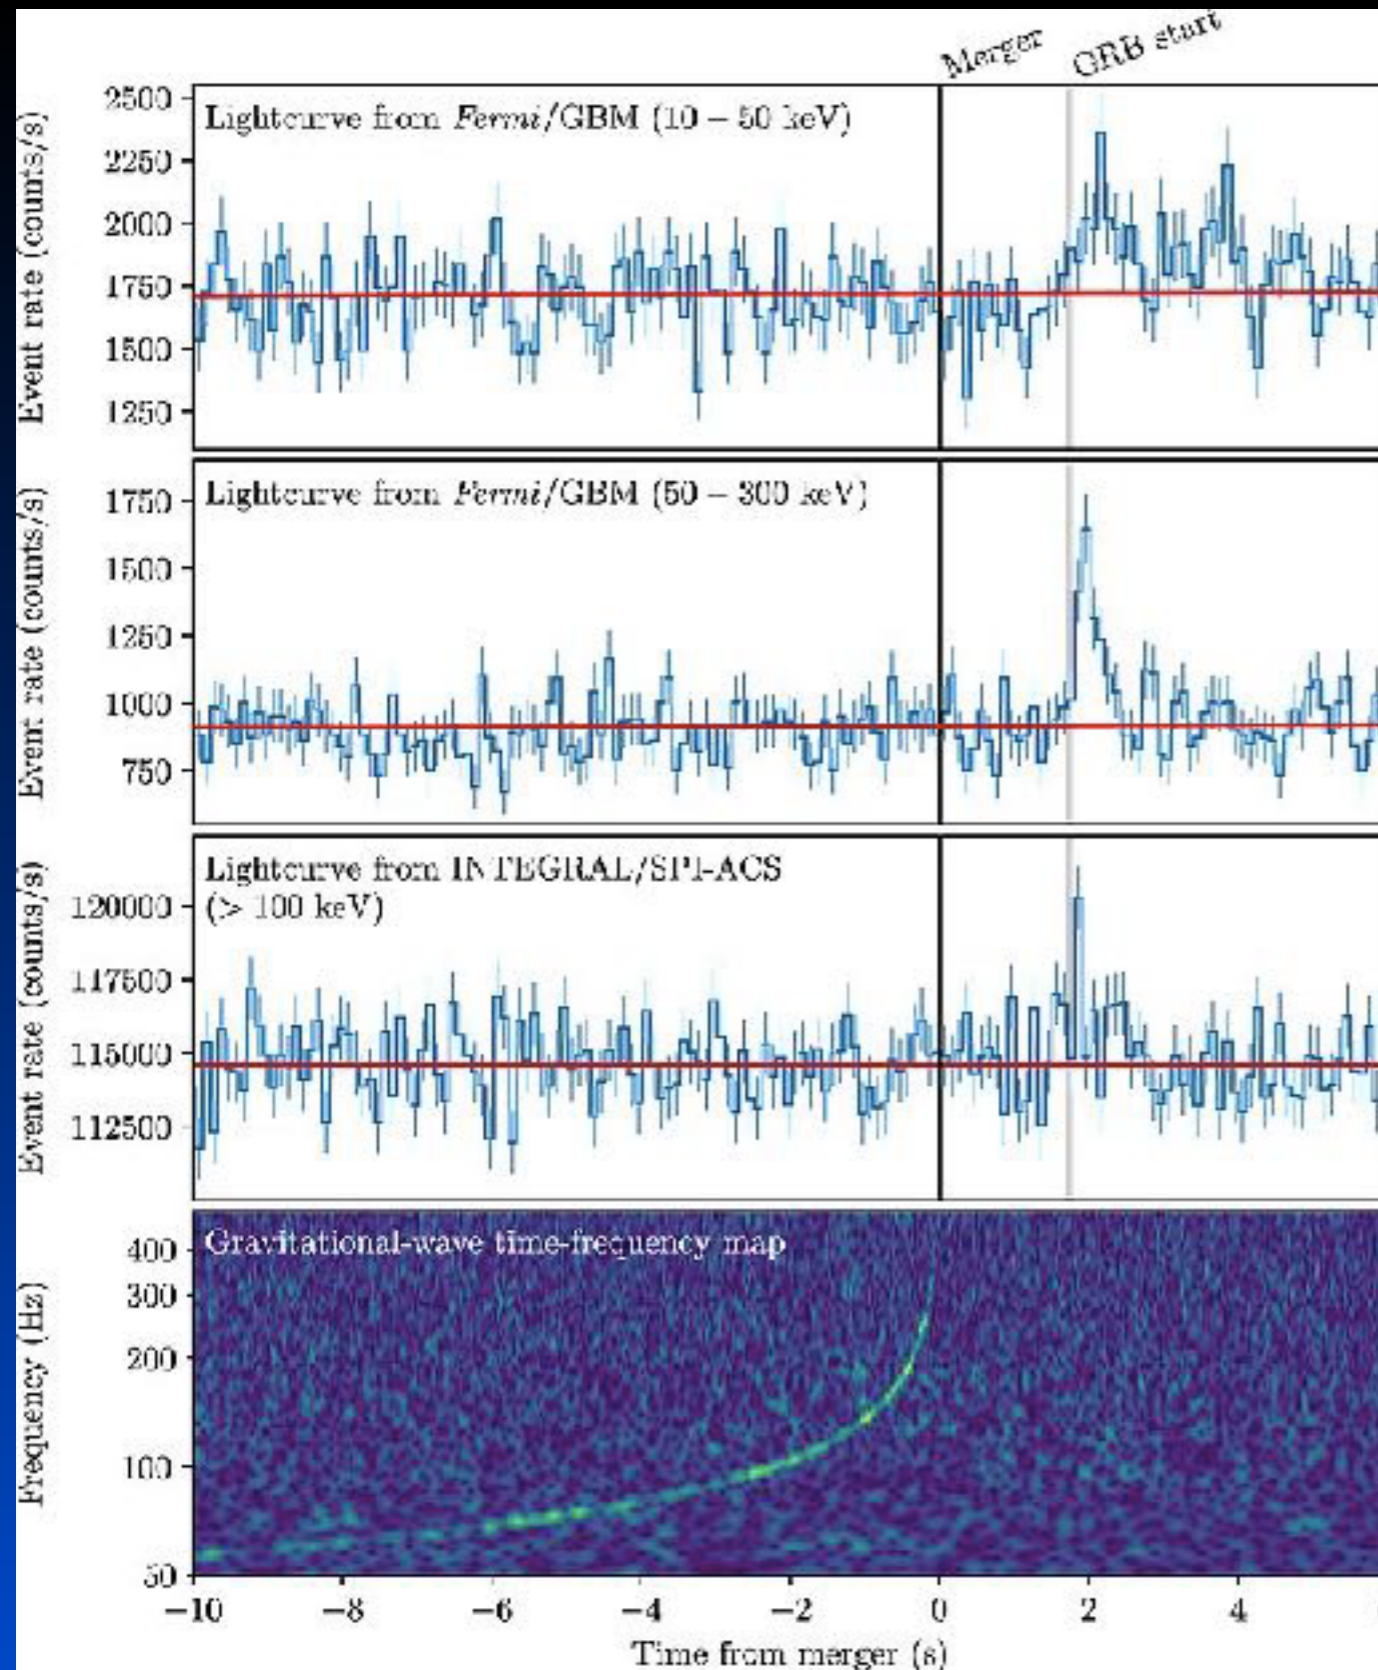 Merger GRB start
2500
2250
2000
1750
1500
1250
Event rate (counts/s)
Lightcurve from Fermi/GBM (10 – 50 keV)
1750
1500
1250
1000
750
Event rate (counts/s)
Lightcurve from Fermi/GBM (50 – 300 keV)
120000
117500
115000
112500
Event rate (counts/s)
Lightcurve from INTEGRAL/SPI-ACS
(> 100 keV)
400
300
200
100
50
Frequency (Hz)
Gravitational-wave time-frequency map
−10 −8 −6 −4 −2 0 2 4
Time from merger (s)